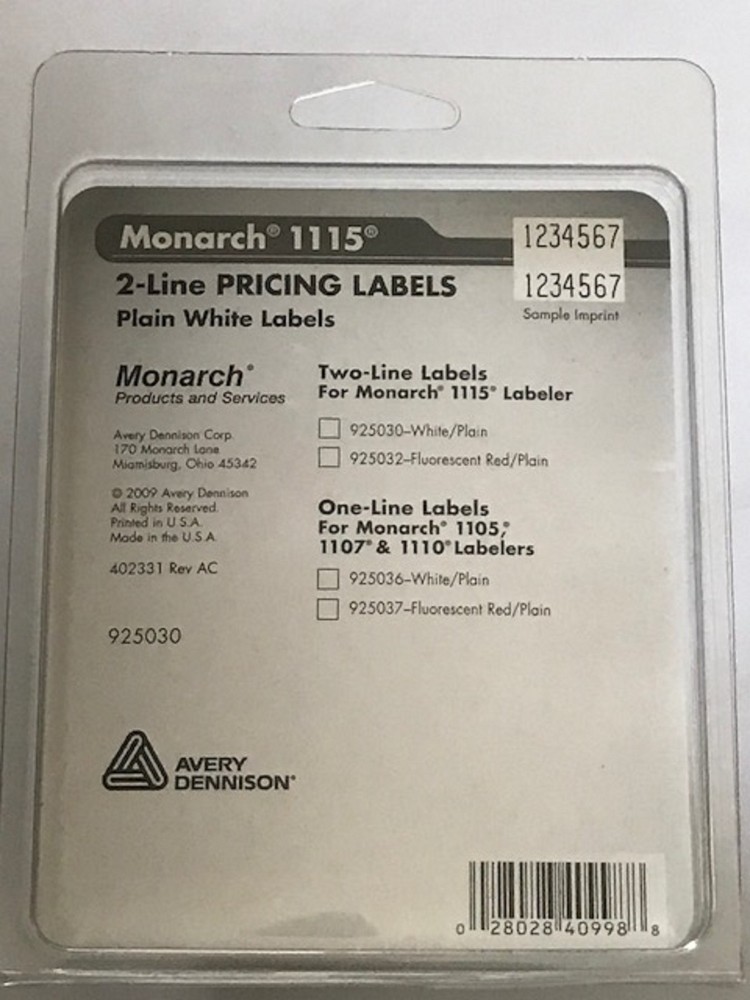 Monarch® 1115®
1234567
1234567
Sample Imprint
2-Line PRICING LABELS
Plain White Labels
Monarch®
Products and Services
Avery Dennison Corp.
170 Monarch Lane
Miamisburg, Ohio 45342
© 2009 Avery Dennison
All Rights Reserved.
Printed in U.S.A.
Made in the U.S.A.
402331 Rev AC
925030
Two-Line Labels
For Monarch® 1115® Labeler
925030–White/Plain
925032–Fluorescent Red/Plain
One-Line Labels
For Monarch® 1105,®
1107® & 1110® Labelers
925036–White/Plain
925037–Fluorescent Red/Plain
AVERY
DENNISON®
0 28028 40998 8